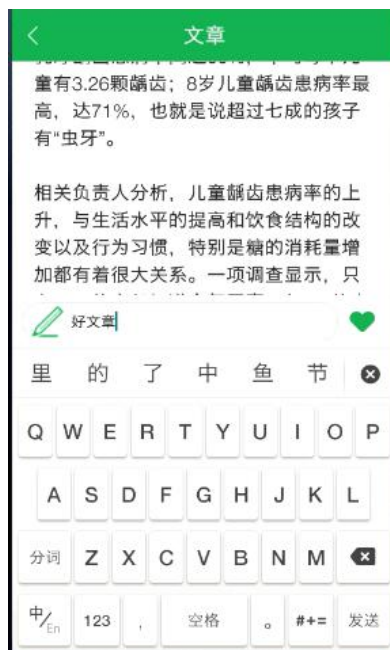 文章
童有3.26颗龋齿；8岁儿童龋齿患病率最
高，达71%，也就是说超过七成的孩子
有“虫牙”。
相关负责人分析，儿童龋齿患病率的上
升，与生活水平的提高和饮食结构的改
变以及行为习惯，特别是糖的消耗量增
加都有着很大关系。一项调查显示，只
好文章
里 的 了 中 鱼 节
Q W E R T Y U I O P
A S D F G H J K L
分词 Z X C V B N M
中/En 123 , 空格 。 #+= 发送